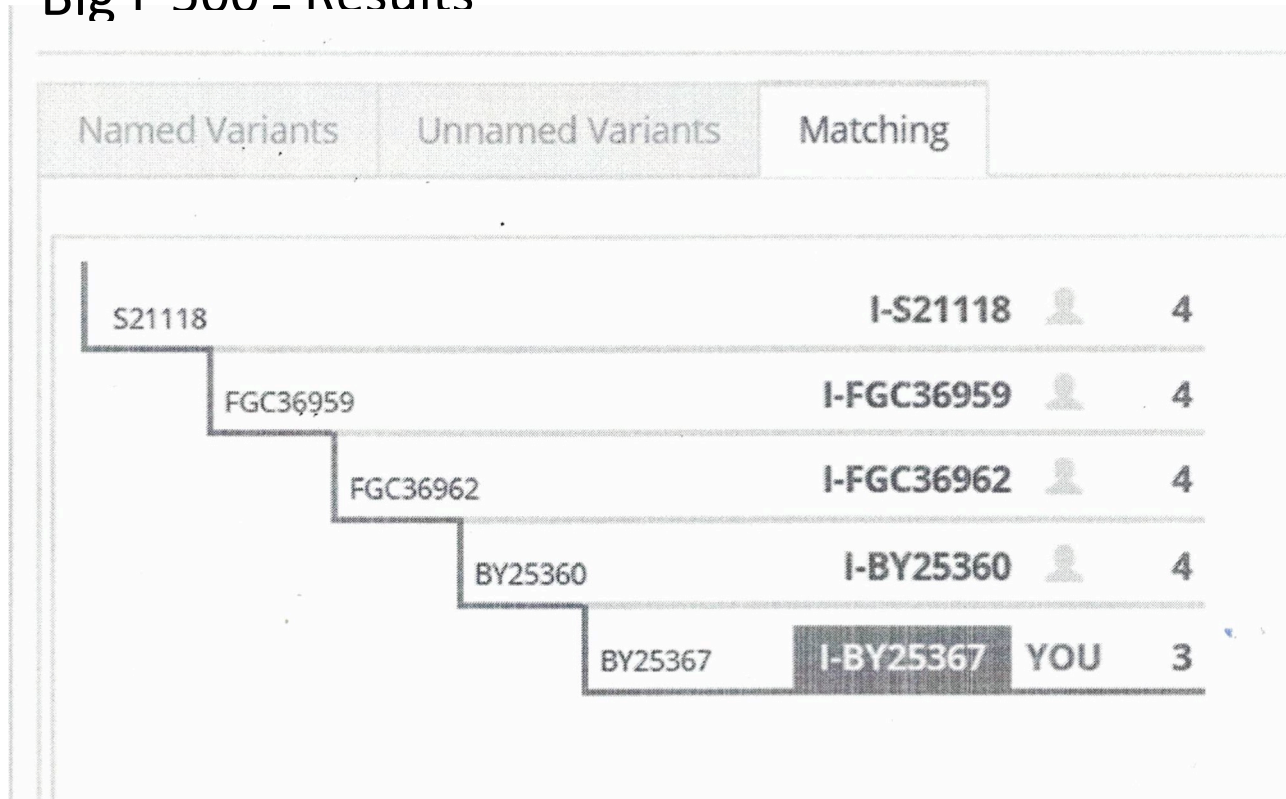 Results
Named Variants Unnamed Variants Matching
S21118 I-S21118 4
FGC36959 I-FGC36959 4
FGC36962 I-FGC36962 4
BY25360 I-BY25360 4
BY25367 I-BY25367 YOU 3